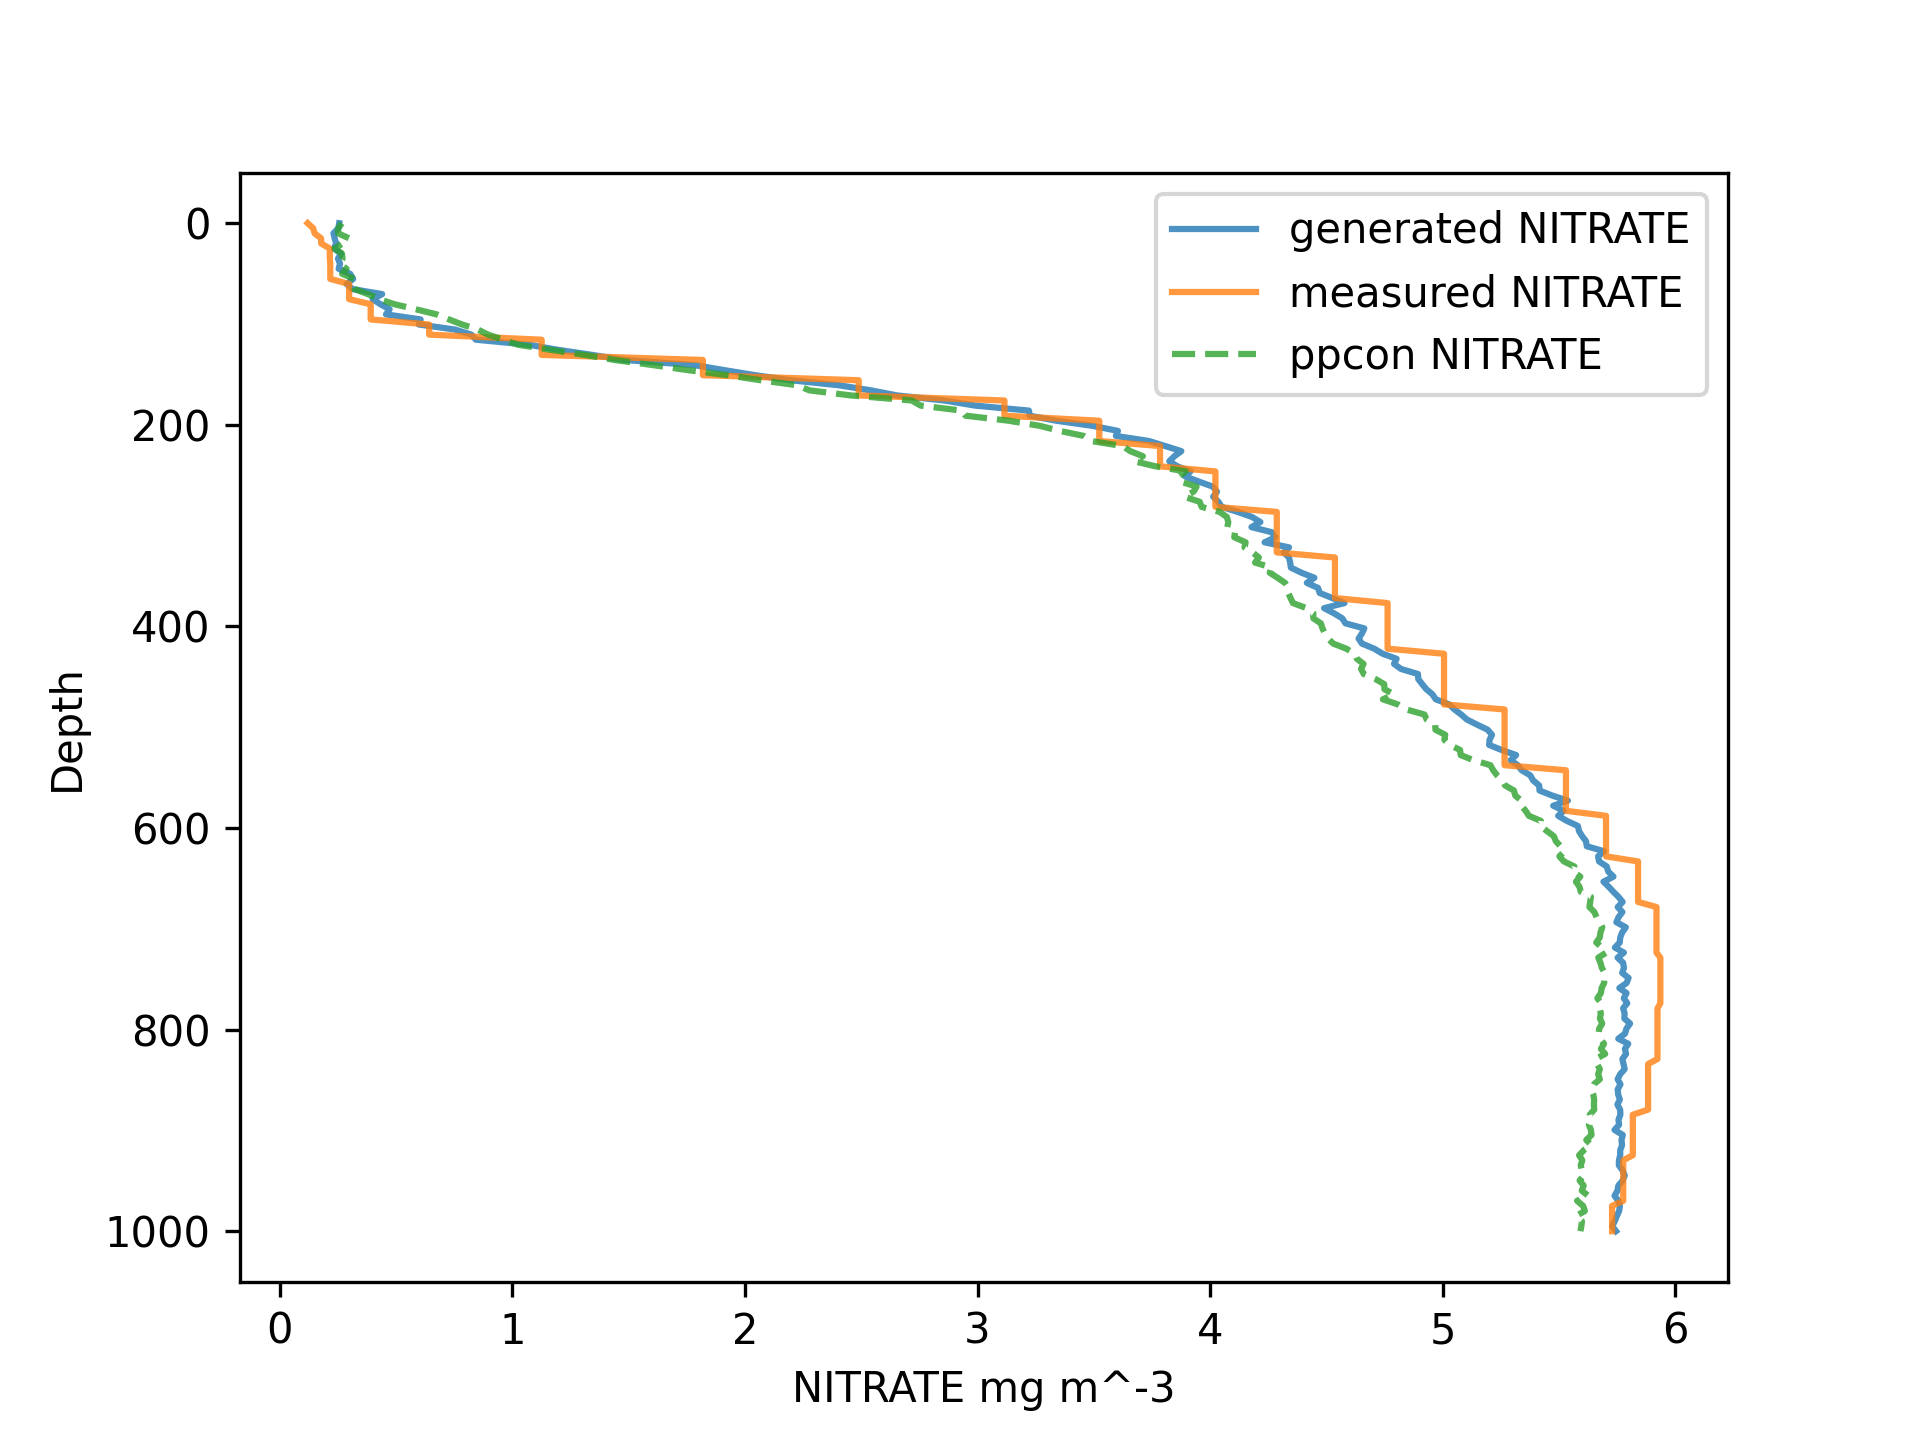 generated NITRATE
measured NITRATE
ppcon NITRATE
0
200
400
600
800
1000
Depth
0 1 2 3 4 5 6
NITRATE mg m^-3